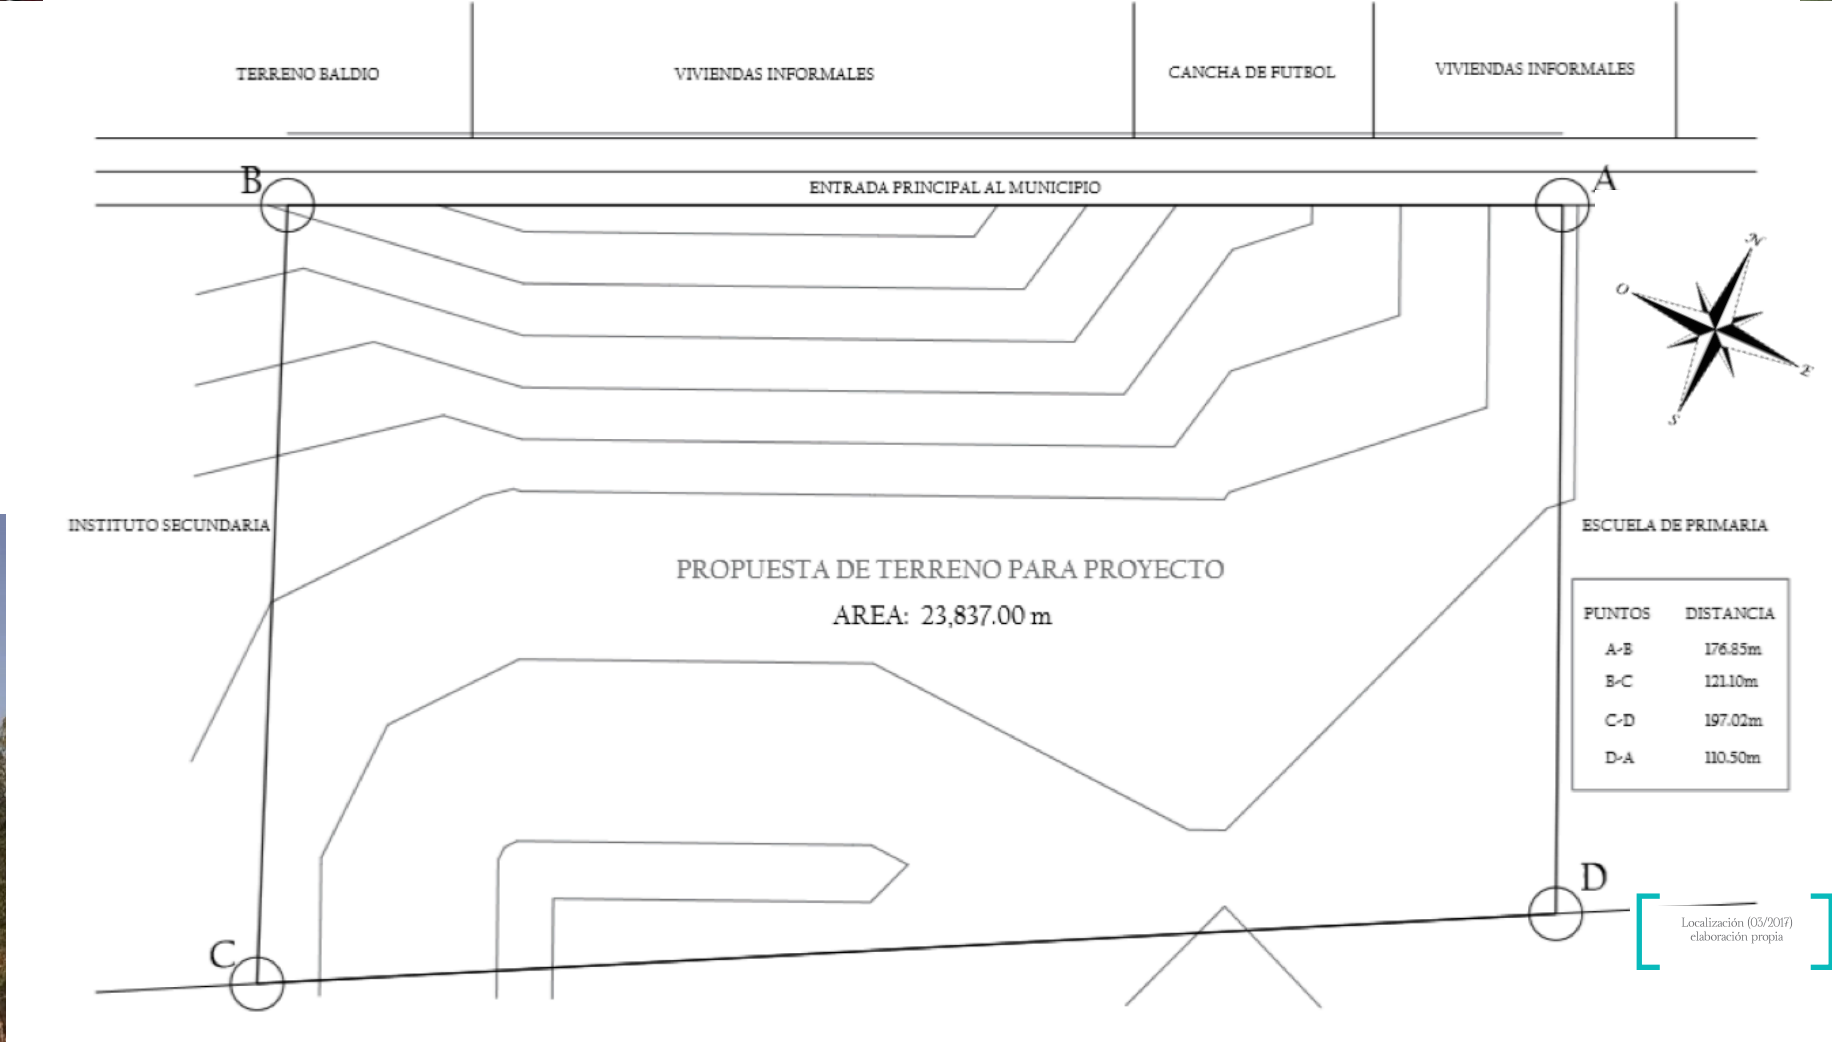 TERRENO BALDIO
VIVIENDAS INFORMALES
CANCHA DE FUTBOL
VIVIENDAS INFORMALES
B
ENTRADA PRINCIPAL AL MUNICIPIO
A
N
O
E
S
INSTITUTO SECUNDARIA
ESCUELA DE PRIMARIA
PROPUESTA DE TERRENO PARA PROYECTO
AREA: 23,837.00 m
PUNTOS DISTANCIA
A-B 176.85m
B-C 121.10m
C-D 197.02m
D-A 110.50m
D
C
Localización (03/2017)
elaboración propia